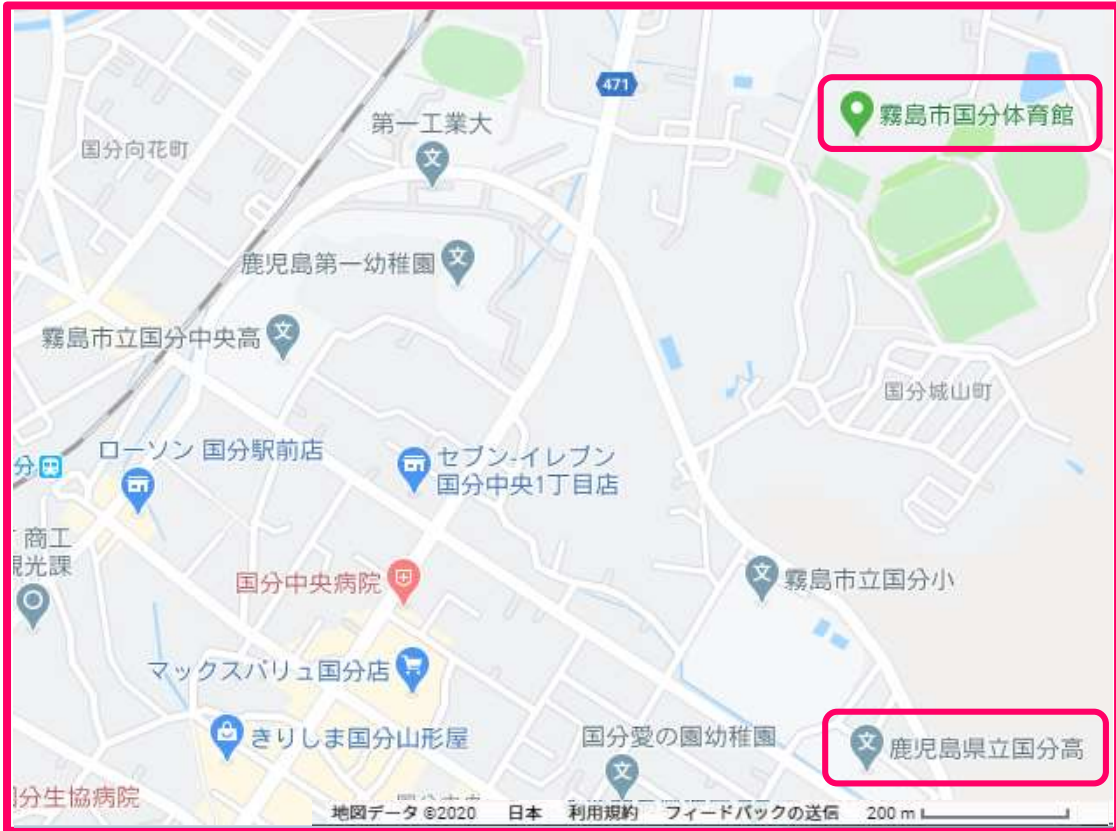 471
霧島市国分体育館
第一工業大
文
国分向花町
鹿児島第一幼稚園
文
霧島市立国分中央高
文
国分城山町
ローソン 国分駅前店
分
セブン-イレブン
国分中央1丁目店
商工
観光課
国分中央病院
文
霧島市立国分小
マックスバリュ国分店
きりしま国分山形屋
国分愛の園幼稚園
文
文
鹿児島県立国分高
分生協病院
地図データ ©2020 日本 利用規約 フィードバックの送信 200 m